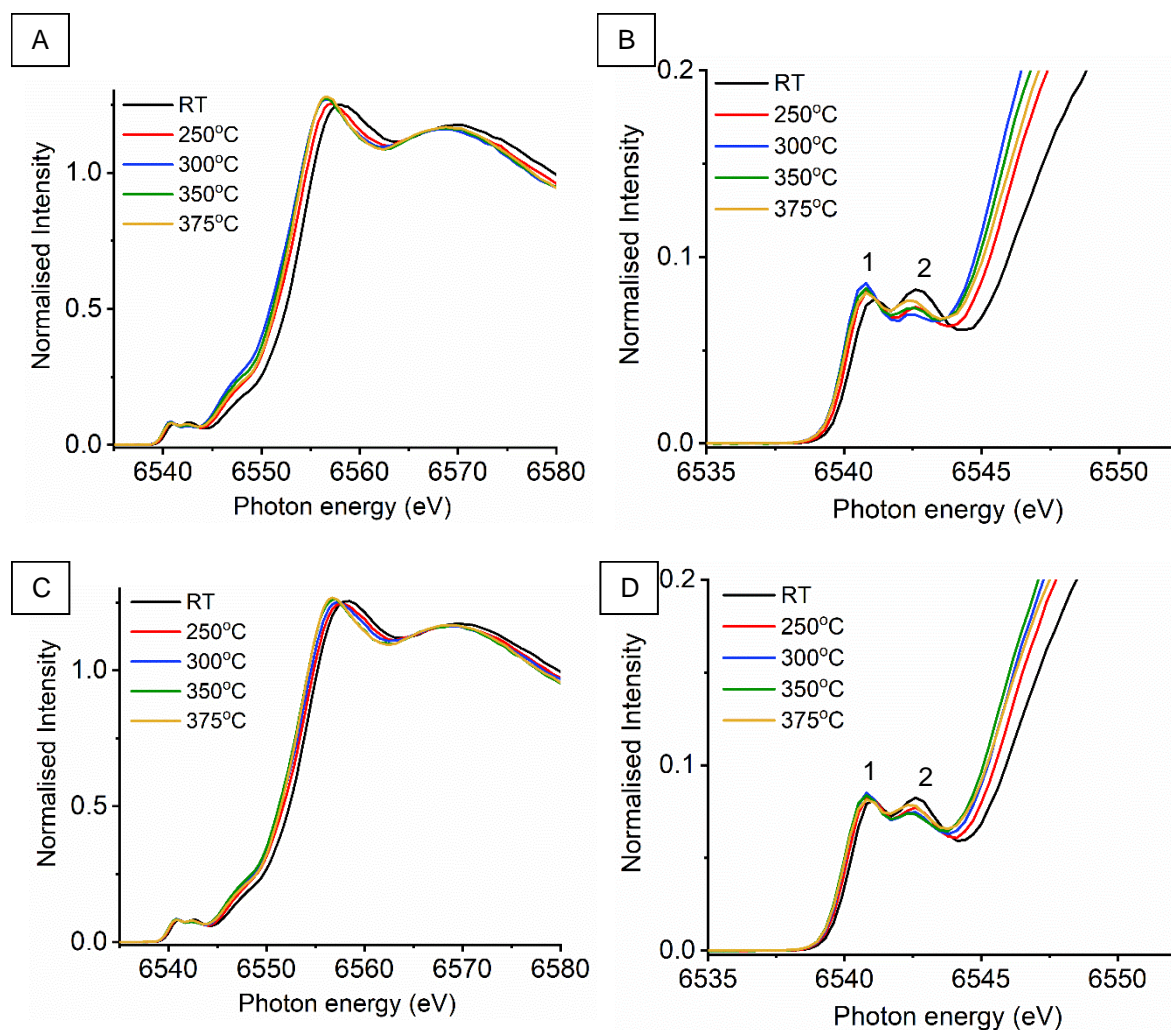 A
Normalised Intensity
1.0
0.5
0.0
RT
250°C
300°C
350°C
375°C
6540 6550 6560 6570 6580
Photon energy (eV)
B
Normalised Intensity
0.2
0.1
0.0
RT
250°C
300°C
350°C
375°C
1 2
6535 6540 6545 6550
Photon energy (eV)
C
Normalised Intensity
1.0
0.5
0.0
RT
250°C
300°C
350°C
375°C
6540 6550 6560 6570 6580
Photon energy (eV)
D
Normalised Intensity
0.2
0.1
0.0
RT
250°C
300°C
350°C
375°C
1 2
6535 6540 6545 6550
Photon energy (eV)